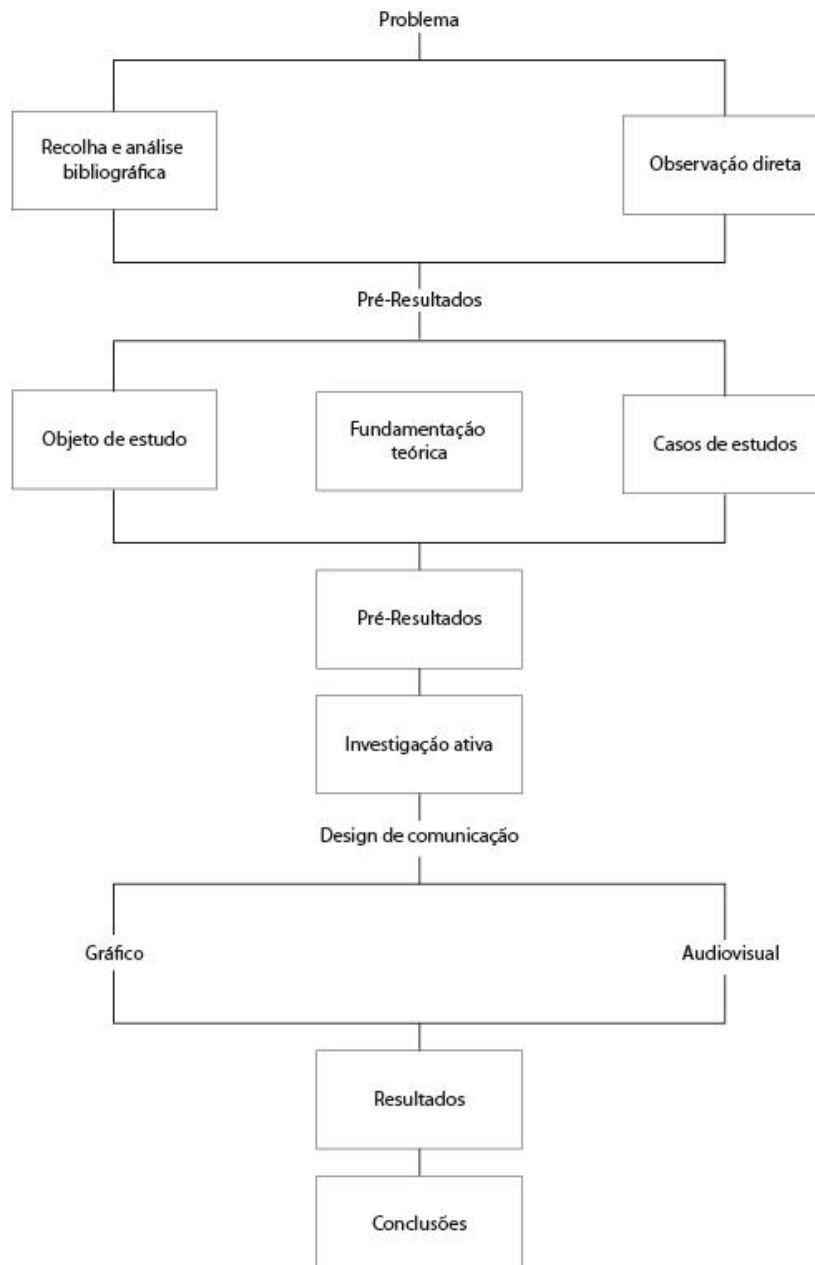 Problema
Recolha e análise
bibliográfica
Observação direta
Pré-Resultados
Objeto de estudo
Fundamentação
teórica
Casos de estudos
Pré-Resultados
Investigação ativa
Design de comunicação
Gráfico
Audiovisual
Resultados
Conclusões